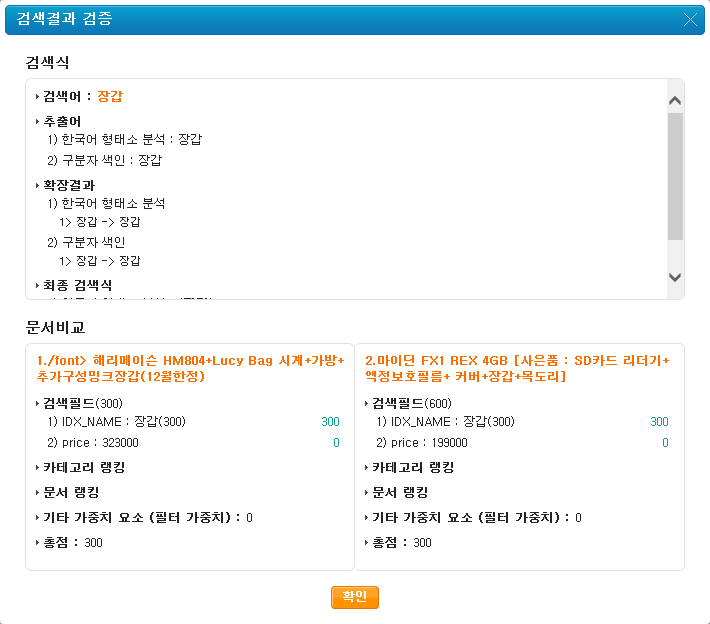 검색결과 검증
검색식
검색어 : 장갑
추출어
1) 한국어 형태소 분석 : 장갑
2) 구분자 색인 : 장갑
확장결과
1) 한국어 형태소 분석
1> 장갑 -> 장갑
2) 구분자 색인
1> 장갑 -> 장갑
최종 검색식
문서비교
1./font> 해리메이슨 HM804+Lucy Bag 시계+가방+
추가구성밍크장갑(12월한정)
검색필드(300)
1) IDX_NAME : 장갑(300) 300
2) price : 323000 0
카테고리 랭킹
문서 랭킹
기타 가중치 요소 (필터 가중치) : 0
총점 : 300
2.마이딘 FX1 REX 4GB [사은품 : SD카드 리더기+
액정보호필름+ 커버+장갑+목도리]
검색필드(600)
1) IDX_NAME : 장갑(300) 300
2) price : 199000 0
카테고리 랭킹
문서 랭킹
기타 가중치 요소 (필터 가중치) : 0
총점 : 300
확인